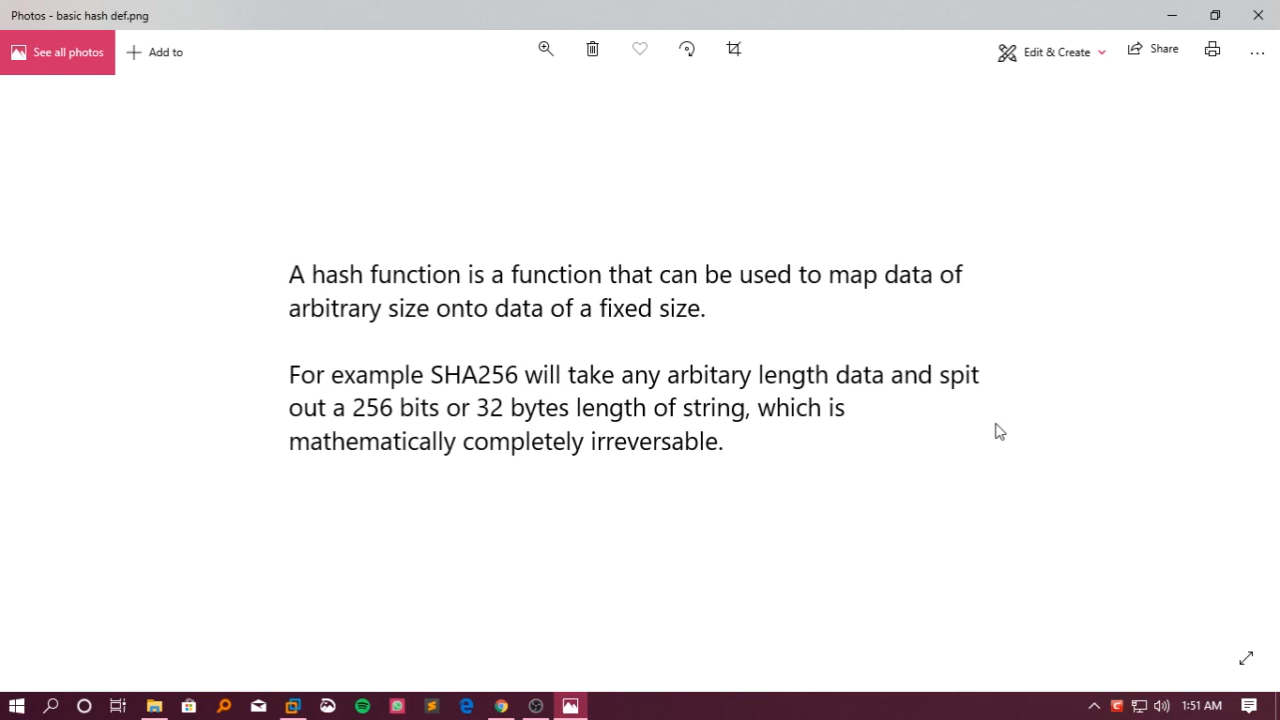 Photos - basic hash def.png
See all photos
Add to
Edit & Create
Share
A hash function is a function that can be used to map data of
arbitrary size onto data of a fixed size.
For example SHA256 will take any arbitary length data and spit
out a 256 bits or 32 bytes length of string, which is
mathematically completely irreversable.
1:51 AM